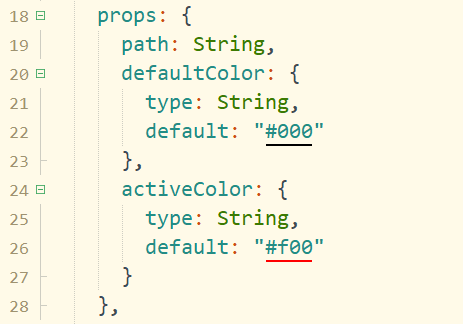 18 props: {
19 path: String,
20 defaultColor: {
21 type: String,
22 default: "#000"
23 },
24 activeColor: {
25 type: String,
26 default: "#f00"
27 }
28 },